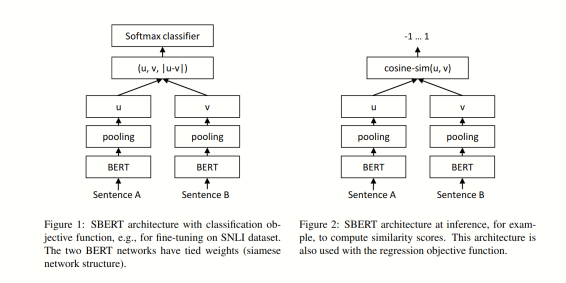 Softmax classifier
(u, v, |u-v|)
u v
pooling pooling
BERT BERT
Sentence A Sentence B
Figure 1: SBERT architecture with classification ob-
jective function, e.g., for fine-tuning on SNLI dataset.
The two BERT networks have tied weights (siamese
network structure).
-1 … 1
cosine-sim(u, v)
u v
pooling pooling
BERT BERT
Sentence A Sentence B
Figure 2: SBERT architecture at inference, for exam-
ple, to compute similarity scores. This architecture is
also used with the regression objective function.